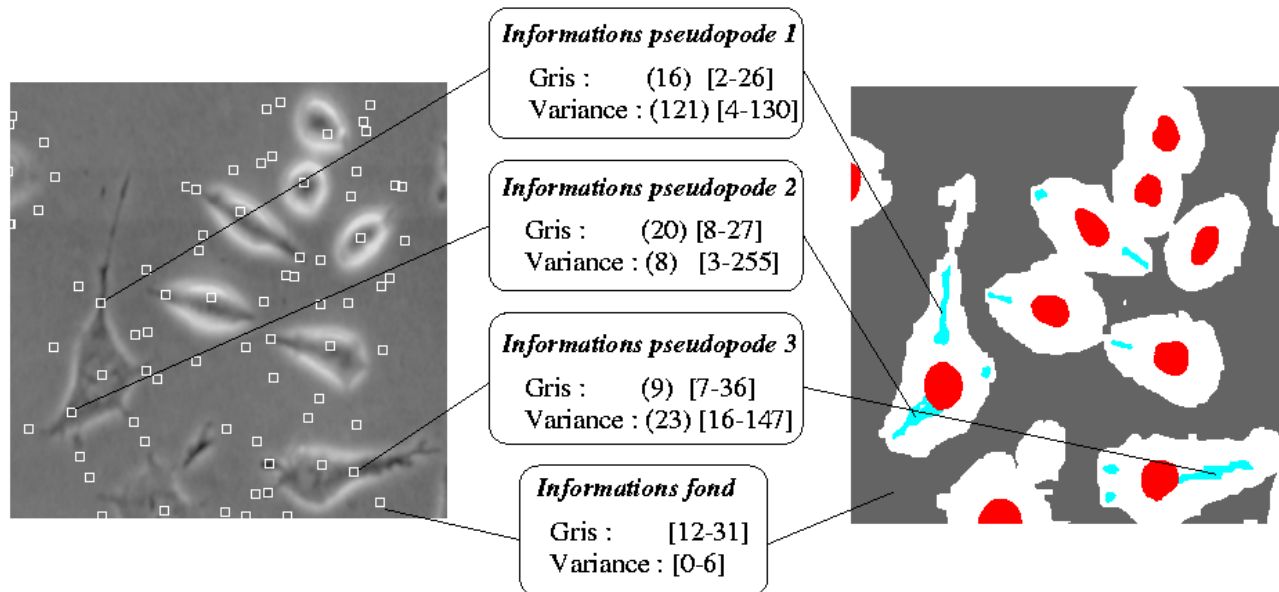 Informations pseudopode 1
Gris : (16) [2-26]
Variance : (121) [4-130]
Informations pseudopode 2
Gris : (20) [8-27]
Variance : (8) [3-255]
Informations pseudopode 3
Gris : (9) [7-36]
Variance : (23) [16-147]
Informations fond
Gris : [12-31]
Variance : [0-6]